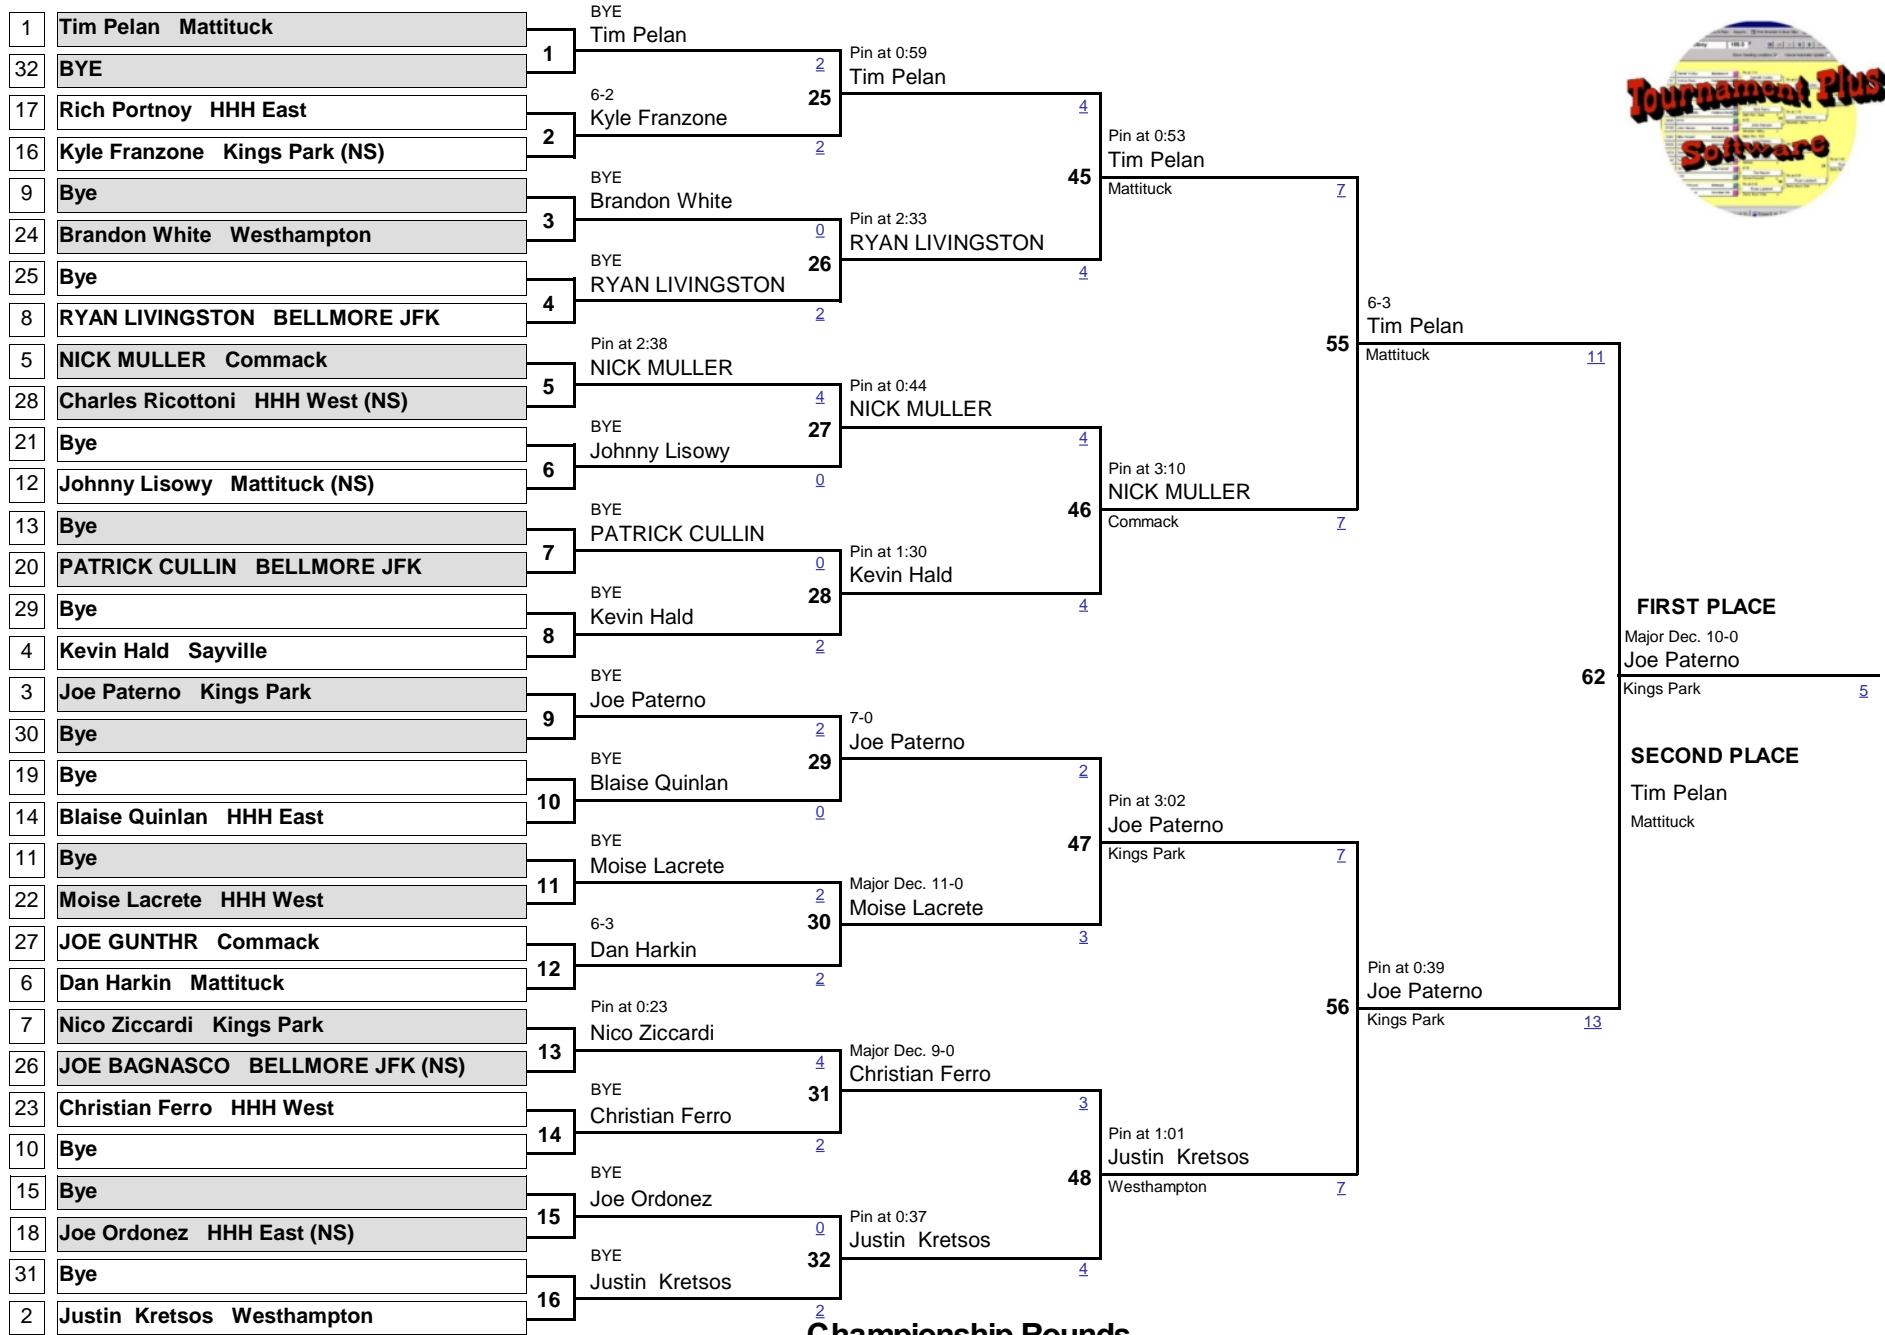 1 Tim Pelan Mattituck
32 BYE
17 Rich Portnoy HHH East
16 Kyle Franzone Kings Park (NS)
9 Bye
24 Brandon White Westhampton
25 Bye
8 RYAN LIVINGSTON BELLMORE JFK
5 NICK MULLER Commack
28 Charles Ricottoni HHH West (NS)
21 Bye
12 Johnny Lisowy Mattituck (NS)
13 Bye
20 PATRICK CULLIN BELLMORE JFK
29 Bye
4 Kevin Hald Sayville
3 Joe Paterno Kings Park
30 Bye
19 Bye
14 Blaise Quinlan HHH East
11 Bye
22 Moise Lacrete HHH West
27 JOE GUNTHR Commack
6 Dan Harkin Mattituck
7 Nico Ziccardi Kings Park
26 JOE BAGNASCO BELLMORE JFK (NS)
23 Christian Ferro HHH West
10 Bye
15 Bye
18 Joe Ordonez HHH East (NS)
31 Bye
2 Justin Kretsos Westhampton
BYE
1 Tim Pelan
2
6-2
2 Kyle Franzone
2
BYE
3 Brandon White
0
BYE
4 RYAN LIVINGSTON
2
Pin at 2:38
5 NICK MULLER
4
BYE
6 Johnny Lisowy
0
BYE
7 PATRICK CULLIN
0
BYE
8 Kevin Hald
2
BYE
9 Joe Paterno
2
BYE
10 Blaise Quinlan
0
BYE
11 Moise Lacrete
2
6-3
12 Dan Harkin
2
Pin at 0:23
13 Nico Ziccardi
4
BYE
14 Christian Ferro
2
BYE
15 Joe Ordonez
0
BYE
16 Justin Kretsos
2
Pin at 0:59
Tim Pelan
25
4
Pin at 2:33
RYAN LIVINGSTON
26
4
Pin at 0:44
NICK MULLER
27
4
Pin at 1:30
Kevin Hald
28
4
7-0
Joe Paterno
29
2
Major Dec. 11-0
Moise Lacrete
30
3
Major Dec. 9-0
Christian Ferro
31
3
Pin at 0:37
Justin Kretsos
32
4
Pin at 0:53
Tim Pelan
45
Mattituck
7
Pin at 3:10
NICK MULLER
46
Commack
7
Pin at 3:02
Joe Paterno
47
Kings Park
7
Pin at 1:01
Justin Kretsos
48
Westhampton
7
6-3
Tim Pelan
55
Mattituck
11
Pin at 0:39
Joe Paterno
56
Kings Park
13
FIRST PLACE
Major Dec. 10-0
Joe Paterno
62
Kings Park
5
SECOND PLACE
Tim Pelan
Mattituck
Tournament Plus
Software
Championship Rounds